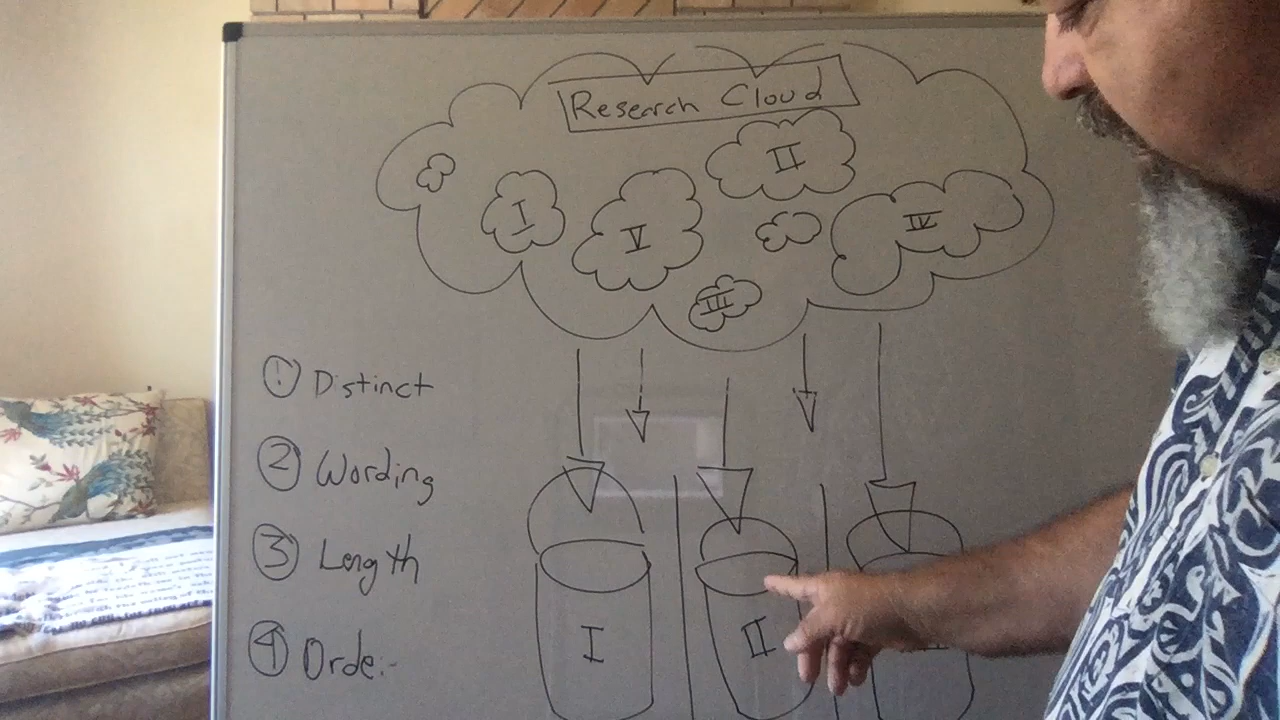 Research Cloud
II
I
V
IV
III
① Distinct
② Wording
③ Length
④ Order
I
II